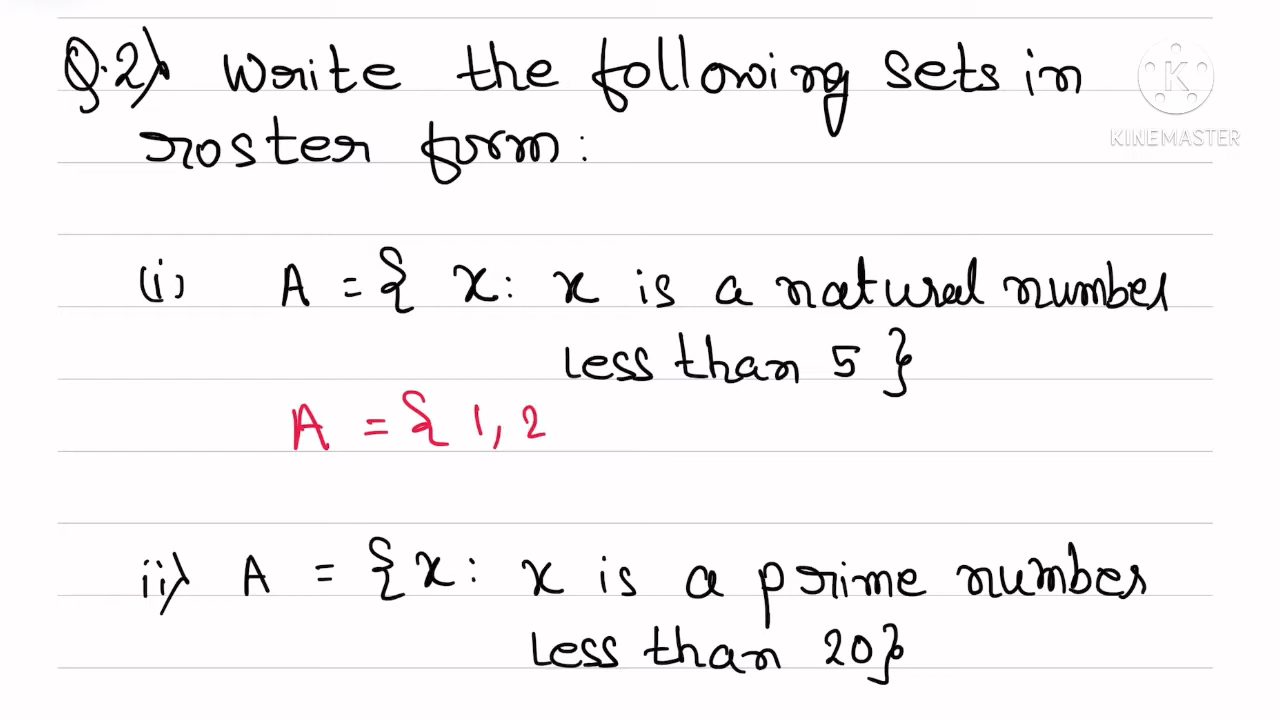 Q.2) Write the following sets in
K
KINEMASTER
roster form:
(i) A = { x: x is a natural number
less than 5 }
A = { 1, 2
ii) A = {x: x is a prime number
less than 20}